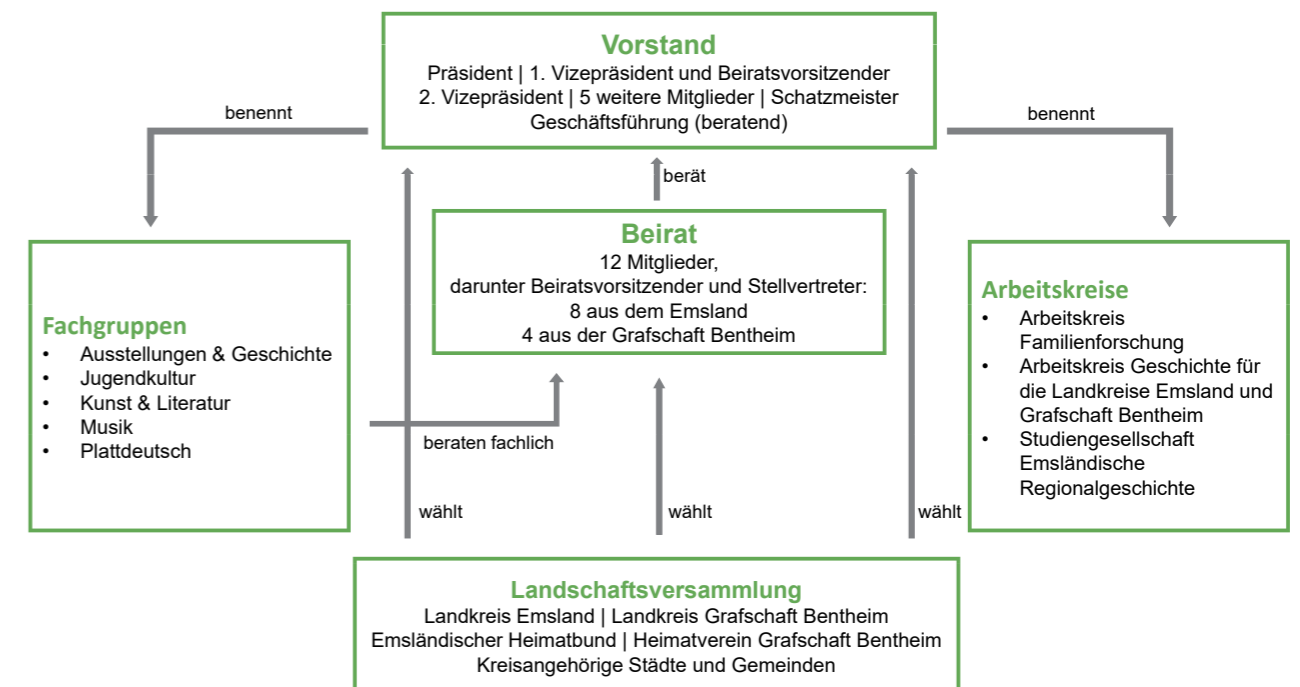 Vorstand
Präsident | 1. Vizepräsident und Beiratsvorsitzender
2. Vizepräsident | 5 weitere Mitglieder | Schatzmeister
Geschäftsführung (beratend)
benennt
benennt
berät
Beirat
12 Mitglieder,
darunter Beiratsvorsitzender und Stellvertreter:
8 aus dem Emsland
4 aus der Grafschaft Bentheim
Fachgruppen
• Ausstellungen & Geschichte
• Jugendkultur
• Kunst & Literatur
• Musik
• Plattdeutsch
beraten fachlich
Arbeitskreise
• Arbeitskreis
Familienforschung
• Arbeitskreis Geschichte für
die Landkreise Emsland und
Grafschaft Bentheim
• Studiengesellschaft
Emsländische
Regionalgeschichte
wählt
wählt
wählt
Landschaftsversammlung
Landkreis Emsland | Landkreis Grafschaft Bentheim
Emsländischer Heimatbund | Heimatverein Grafschaft Bentheim
Kreisangehörige Städte und Gemeinden